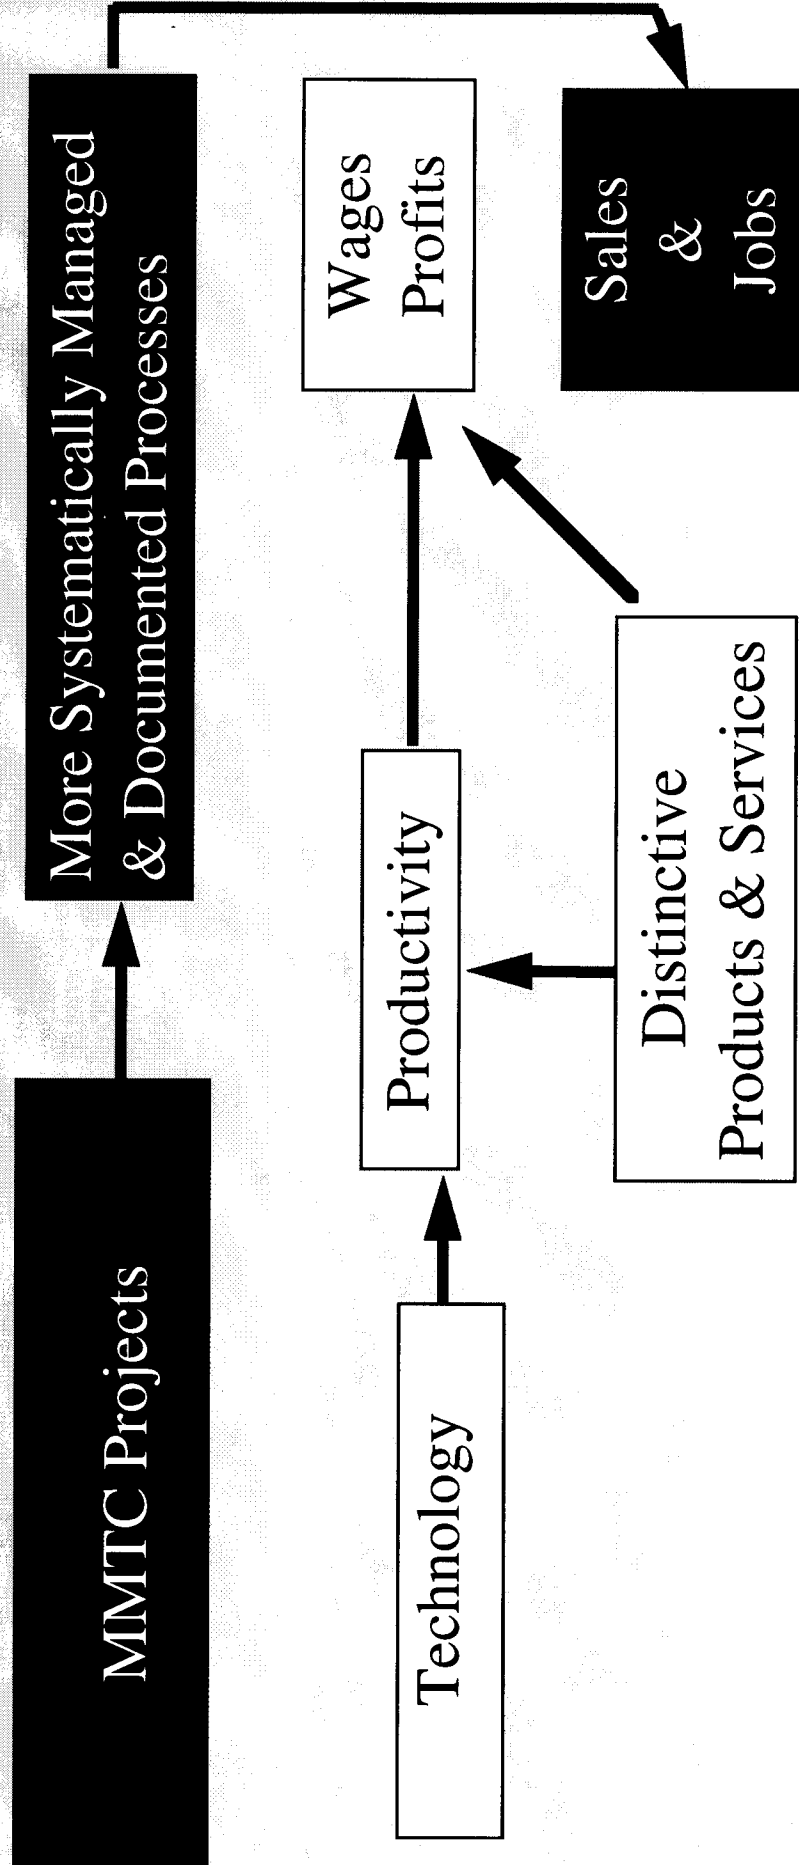 MMTC Projects
More Systematically Managed
& Documented Processes
Technology
Productivity
Wages
Profits
Distinctive
Products & Services
Sales
&
Jobs